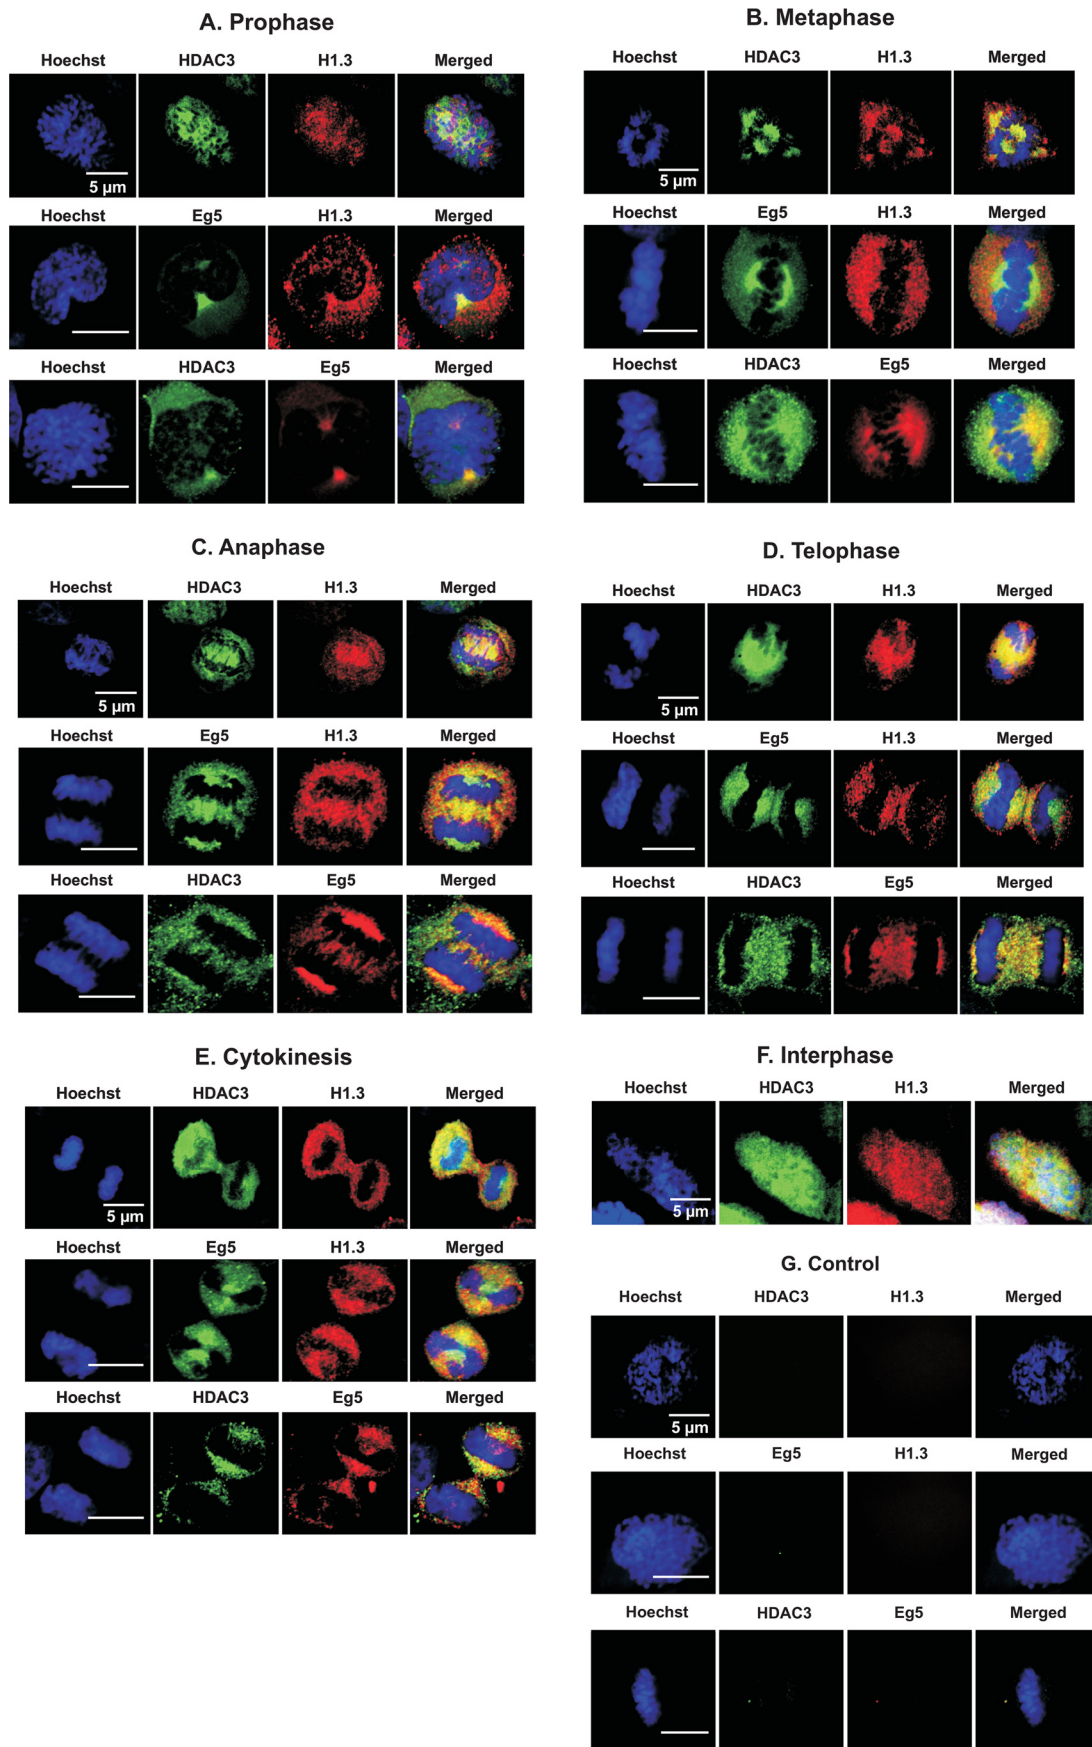 A. Prophase
Hoechst HDAC3 H1.3 Merged
5 µm
Hoechst Eg5 H1.3 Merged
Hoechst HDAC3 Eg5 Merged
B. Metaphase
Hoechst HDAC3 H1.3 Merged
5 µm
Hoechst Eg5 H1.3 Merged
Hoechst HDAC3 Eg5 Merged
C. Anaphase
Hoechst HDAC3 H1.3 Merged
5 µm
Hoechst Eg5 H1.3 Merged
Hoechst HDAC3 Eg5 Merged
D. Telophase
Hoechst HDAC3 H1.3 Merged
5 µm
Hoechst Eg5 H1.3 Merged
Hoechst HDAC3 Eg5 Merged
E. Cytokinesis
Hoechst HDAC3 H1.3 Merged
5 µm
Hoechst Eg5 H1.3 Merged
Hoechst HDAC3 Eg5 Merged
F. Interphase
Hoechst HDAC3 H1.3 Merged
5 µm
G. Control
Hoechst HDAC3 H1.3 Merged
5 µm
Hoechst Eg5 H1.3 Merged
Hoechst HDAC3 Eg5 Merged